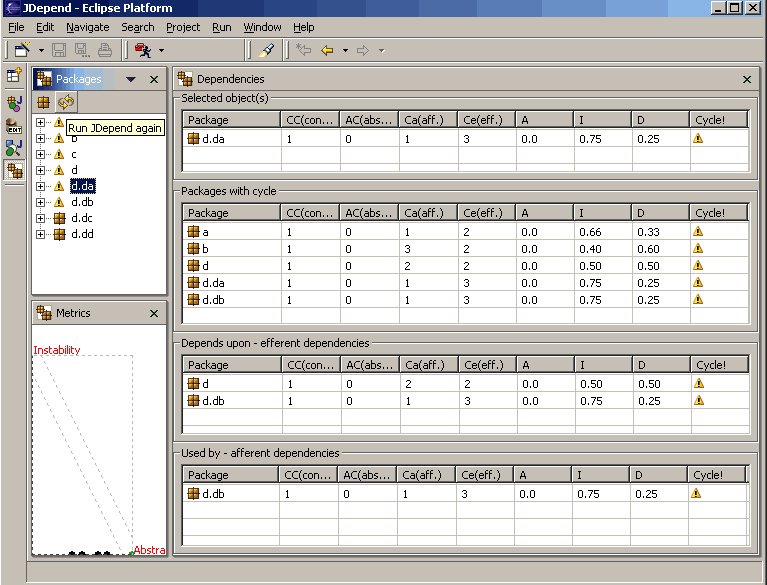 JDepend - Eclipse Platform
File Edit Navigate Search Project Run Window Help
Packages
Run JDepend again
b
c
d
d.da
d.db
d.dc
d.dd
Metrics
Instability
Abstra
Dependencies
Selected object(s)
Package CC(con... AC(abs... Ca(aff.) Ce(eff.) A I D Cycle!
d.da 1 0 1 3 0.0 0.75 0.25
Packages with cycle
Package CC(con... AC(abs... Ca(aff.) Ce(eff.) A I D Cycle!
a 1 0 1 2 0.0 0.66 0.33
b 1 0 3 2 0.0 0.40 0.60
d 1 0 2 2 0.0 0.50 0.50
d.da 1 0 1 3 0.0 0.75 0.25
d.db 1 0 1 3 0.0 0.75 0.25
Depends upon - efferent dependencies
Package CC(con... AC(abs... Ca(aff.) Ce(eff.) A I D Cycle!
d 1 0 2 2 0.0 0.50 0.50
d.db 1 0 1 3 0.0 0.75 0.25
Used by - afferent dependencies
Package CC(con... AC(abs... Ca(aff.) Ce(eff.) A I D Cycle!
d.db 1 0 1 3 0.0 0.75 0.25